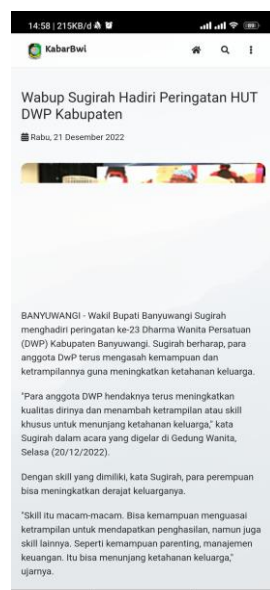 14:58 | 215KB/d
KabarBwi
Wabup Sugirah Hadiri Peringatan HUT
DWP Kabupaten
Rabu, 21 Desember 2022
BANYUWANGI - Wakil Bupati Banyuwangi Sugirah
menghadiri peringatan ke-23 Dharma Wanita Persatuan
(DWP) Kabupaten Banyuwangi. Sugirah berharap, para
anggota DwP terus mengasah kemampuan dan
ketrampilannya guna meningkatkan ketahanan keluarga.
"Para anggota DWP hendaknya terus meningkatkan
kualitas dirinya dan menambah ketrampilan atau skill
khusus untuk menunjang ketahanan keluarga," kata
Sugirah dalam acara yang digelar di Gedung Wanita,
Selasa (20/12/2022).
Dengan skill yang dimiliki, kata Sugirah, para perempuan
bisa meningkatkan derajat keluarganya.
"Skill itu macam-macam. Bisa kemampuan menguasai
ketrampilan untuk mendapatkan penghasilan, namun juga
skill lainnya. Seperti kemampuan parenting, manajemen
keuangan. Itu bisa menunjang ketahanan keluarga,"
ujarnya.